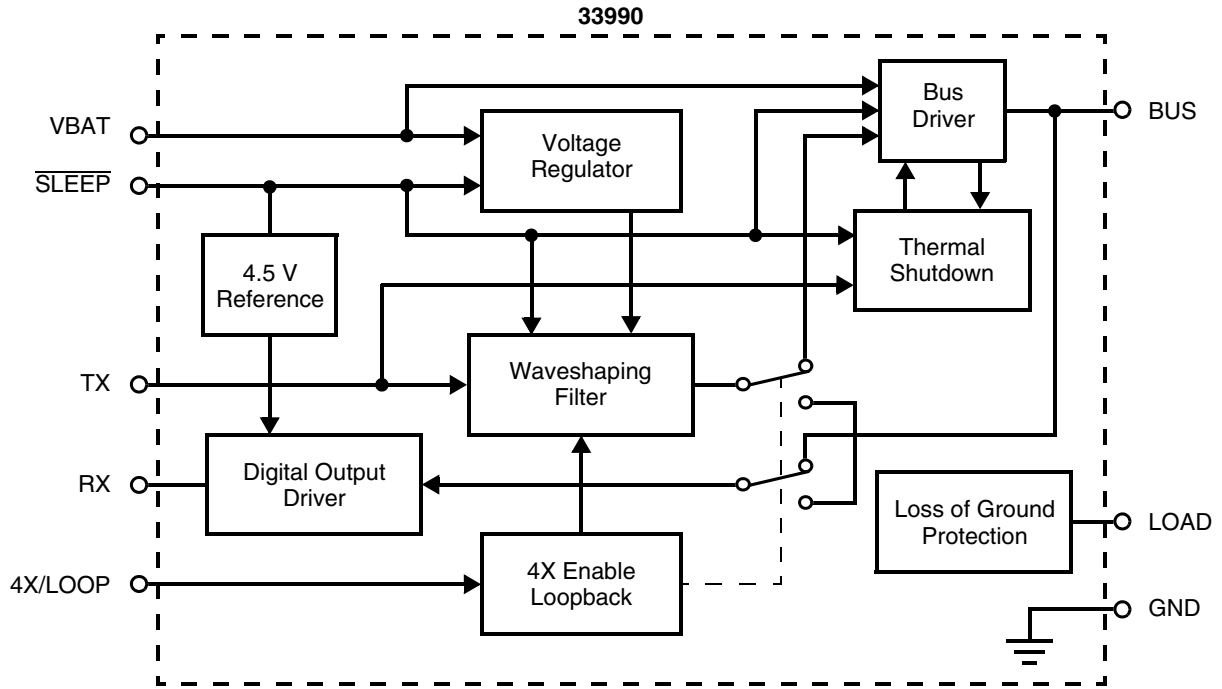 33990
VBAT
SLEEP
TX
RX
4X/LOOP
4.5 V
Reference
Voltage
Regulator
Waveshaping
Filter
Digital Output
Driver
4X Enable
Loopback
Bus
Driver
Thermal
Shutdown
Loss of Ground
Protection
BUS
LOAD
GND